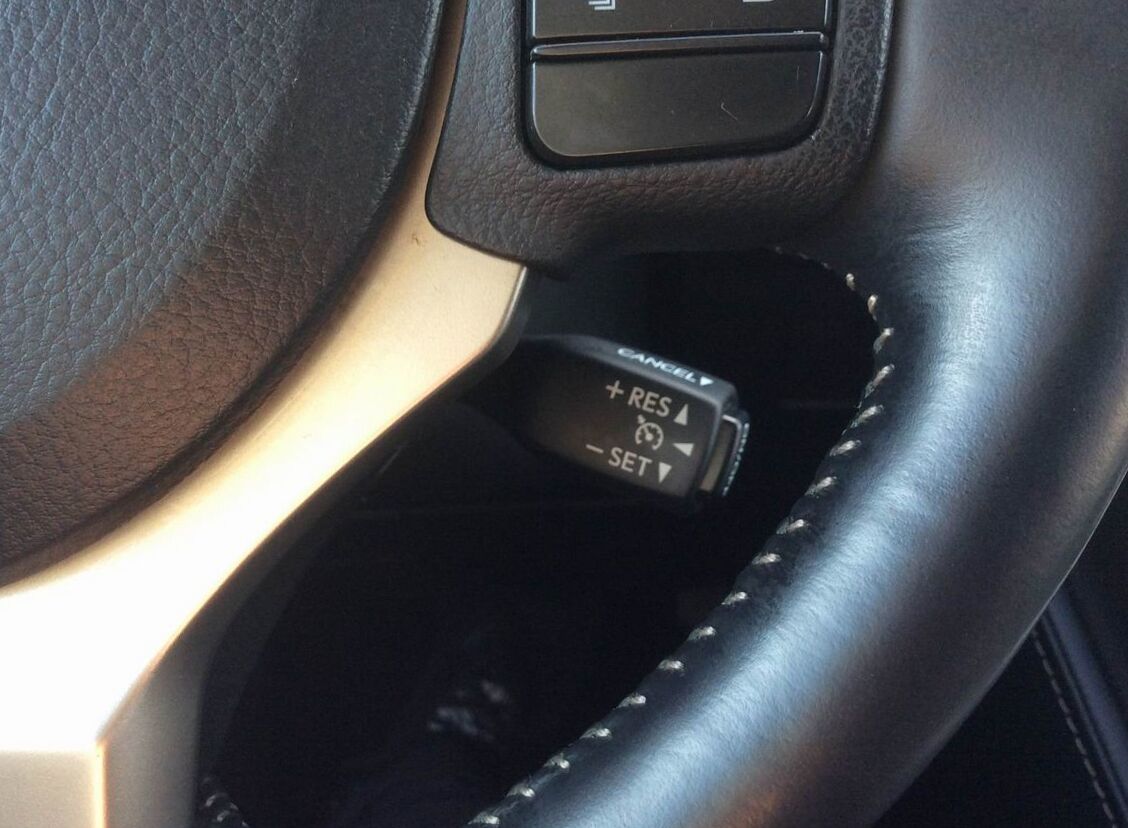 CANCEL▼
+ RES ▲
◀
− SET ▼